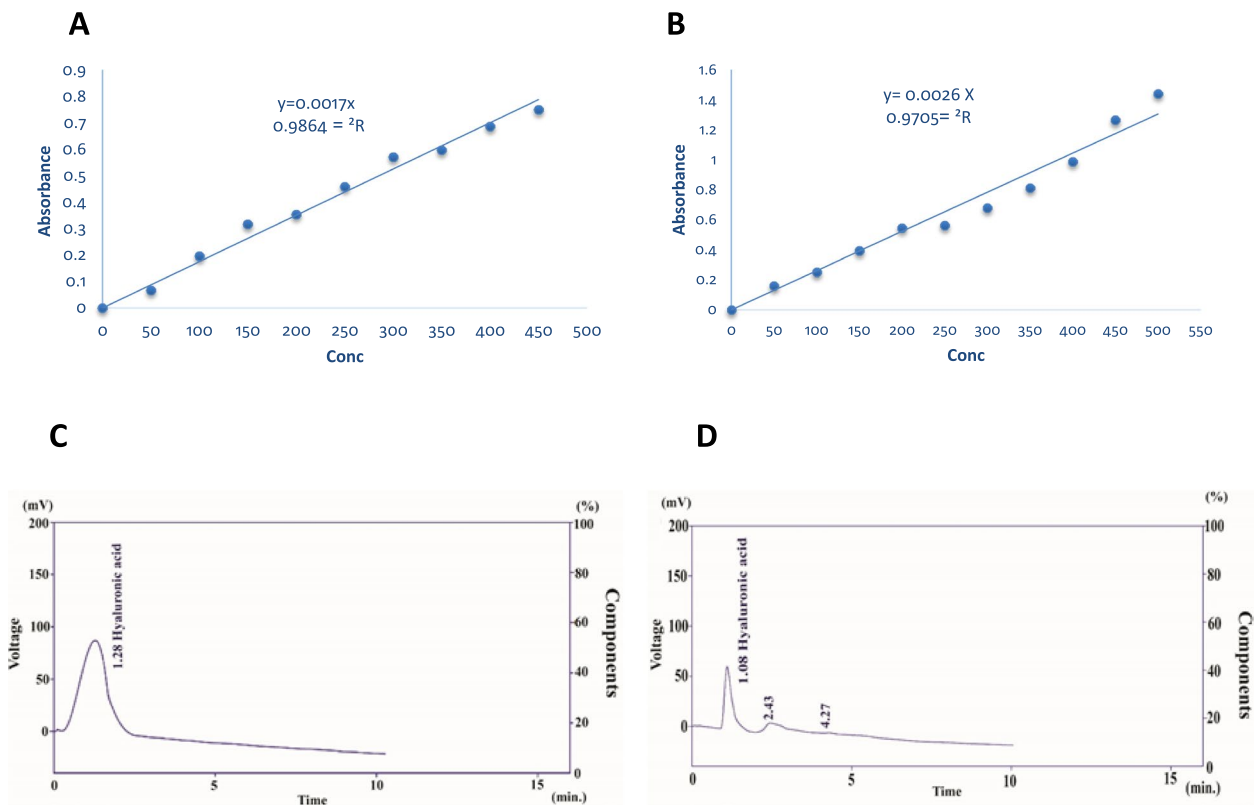 A
0.9
0.8
0.7
0.6
0.5
0.4
0.3
0.2
0.1
0
Absorbance
y=0.0017x
0.9864 = ²R
0 50 100 150 200 250 300 350 400 450 500
Conc
B
1.6
1.4
1.2
1
0.8
0.6
0.4
0.2
0
Absorbance
y= 0.0026 X
0.9705= ²R
0 50 100 150 200 250 300 350 400 450 500 550
Conc
C
(mV)
200
150
100
50
0
Voltage
1.28 Hyaluronic acid
(%)
100
80
60
40
20
0
Components
0 5 10 15
Time
(min.)
D
(mV)
200
150
100
50
0
Voltage
1.08 Hyaluronic acid
2.43
4.27
(%)
100
80
60
40
20
0
Components
0 5 10 15
Time
(min.)